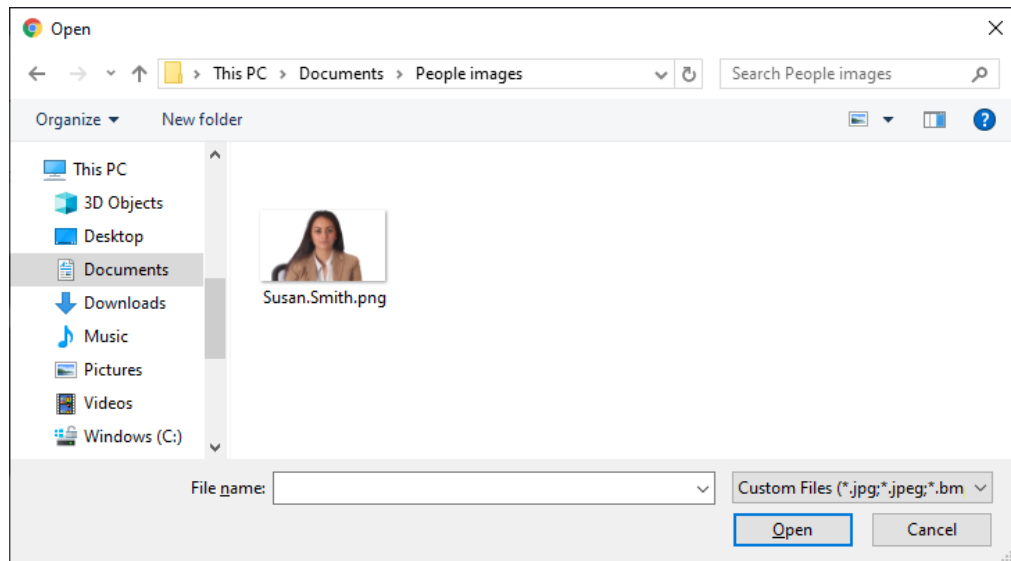 Open
This PC > Documents > People images
Search People images
Organize
New folder
This PC
3D Objects
Desktop
Documents
Downloads
Music
Pictures
Videos
Windows (C:)
Susan.Smith.png
File name:
Custom Files (*.jpg;*.jpeg;*.bm
Open
Cancel